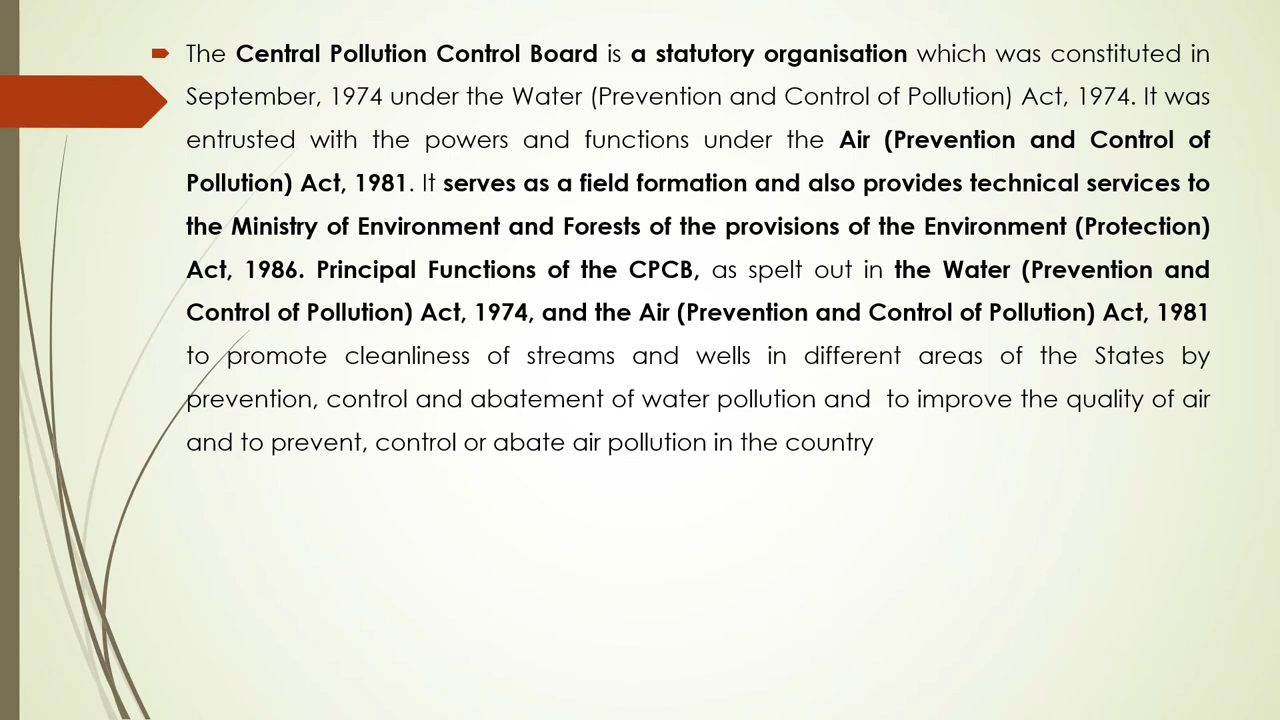 The Central Pollution Control Board is a statutory organisation which was constituted in
September, 1974 under the Water (Prevention and Control of Pollution) Act, 1974. It was
entrusted with the powers and functions under the Air (Prevention and Control of
Pollution) Act, 1981. It serves as a field formation and also provides technical services to
the Ministry of Environment and Forests of the provisions of the Environment (Protection)
Act, 1986. Principal Functions of the CPCB, as spelt out in the Water (Prevention and
Control of Pollution) Act, 1974, and the Air (Prevention and Control of Pollution) Act, 1981
to promote cleanliness of streams and wells in different areas of the States by
prevention, control and abatement of water pollution and  to improve the quality of air
and to prevent, control or abate air pollution in the country